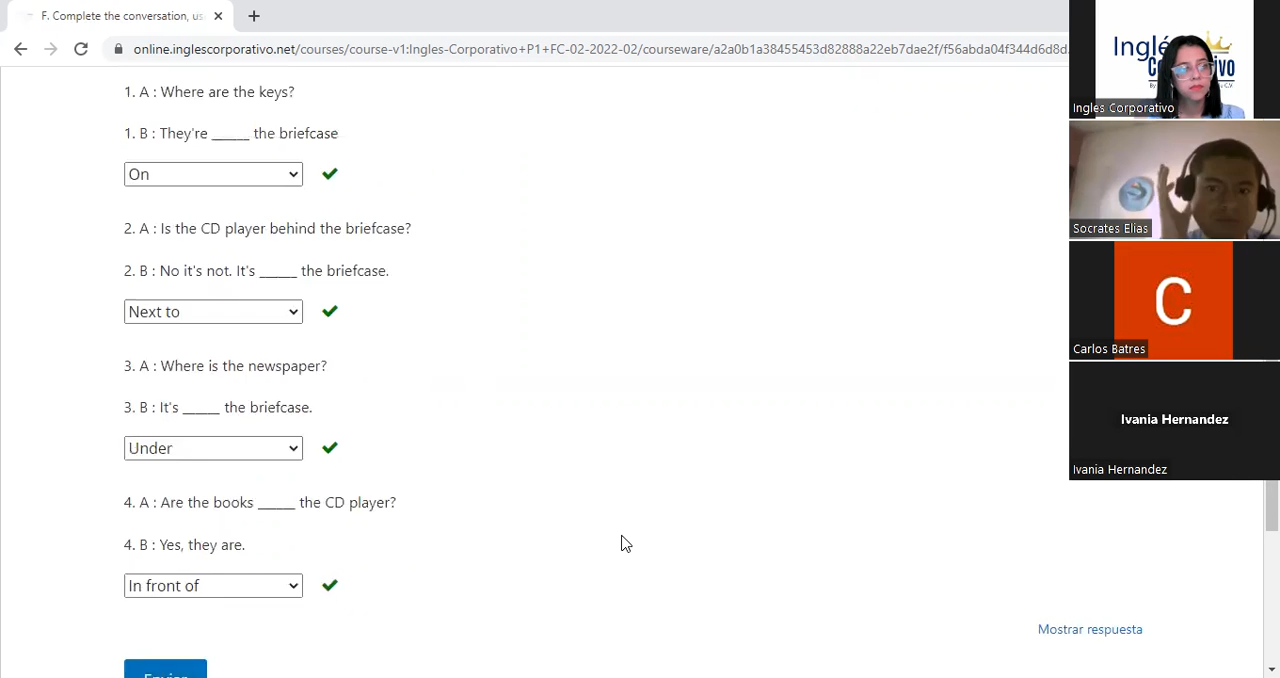 F. Complete the conversation, us
online.inglescorporativo.net/courses/course-v1:Ingles-Corporativo+P1+FC-02-2022-02/courseware/a2a0b1a38455453d82888a22eb7dae2f/f56abda04f344d6d8d
1. A : Where are the keys?
1. B : They're _____ the briefcase
On
2. A : Is the CD player behind the briefcase?
2. B : No it's not. It's _____ the briefcase.
Next to
3. A : Where is the newspaper?
3. B : It's _____ the briefcase.
Under
4. A : Are the books _____ the CD player?
4. B : Yes, they are.
In front of
Mostrar respuesta
Enviar
Ingles Corporativo
Socrates Elias
C
Carlos Batres
Ivania Hernandez
Ivania Hernandez